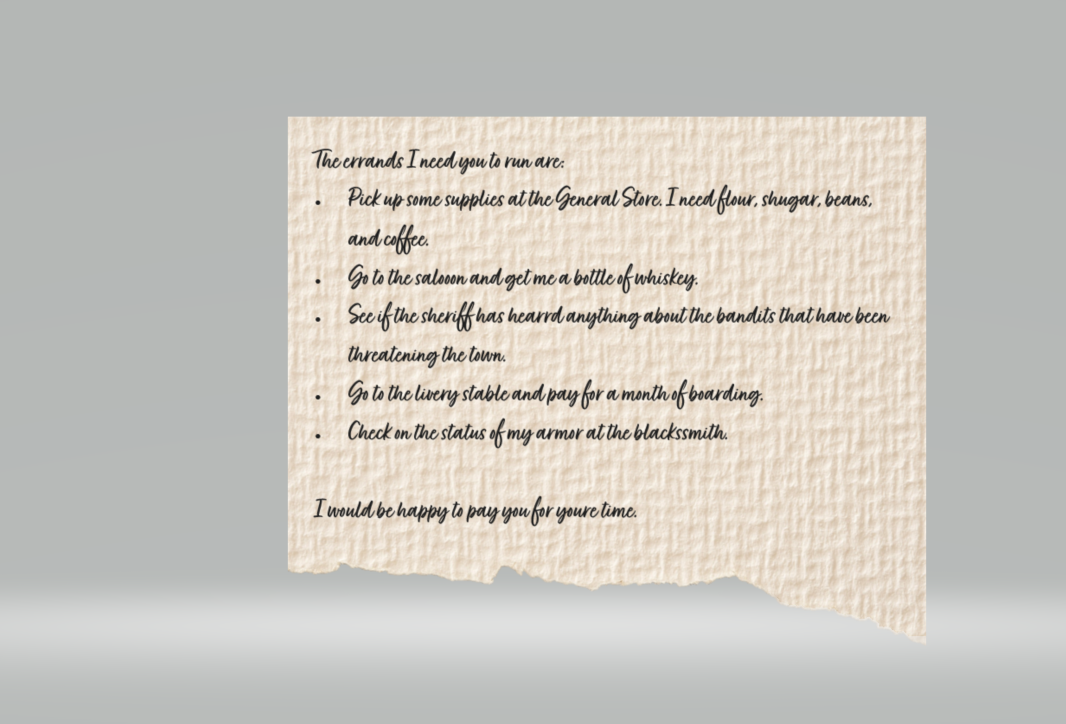 The errands I need you to run are:
• Pick up some supplies at the General Store. I need flour, shugar, beans,
and coffee.
• Go to the salooon and get me a bottle of whiskey.
• See if the sheriff has hearrd anything about the bandits that have been
threatening the town.
• Go to the livery stable and pay for a month of boarding.
• Check on the status of my armor at the blackssmith.
I would be happy to pay you for youre time.